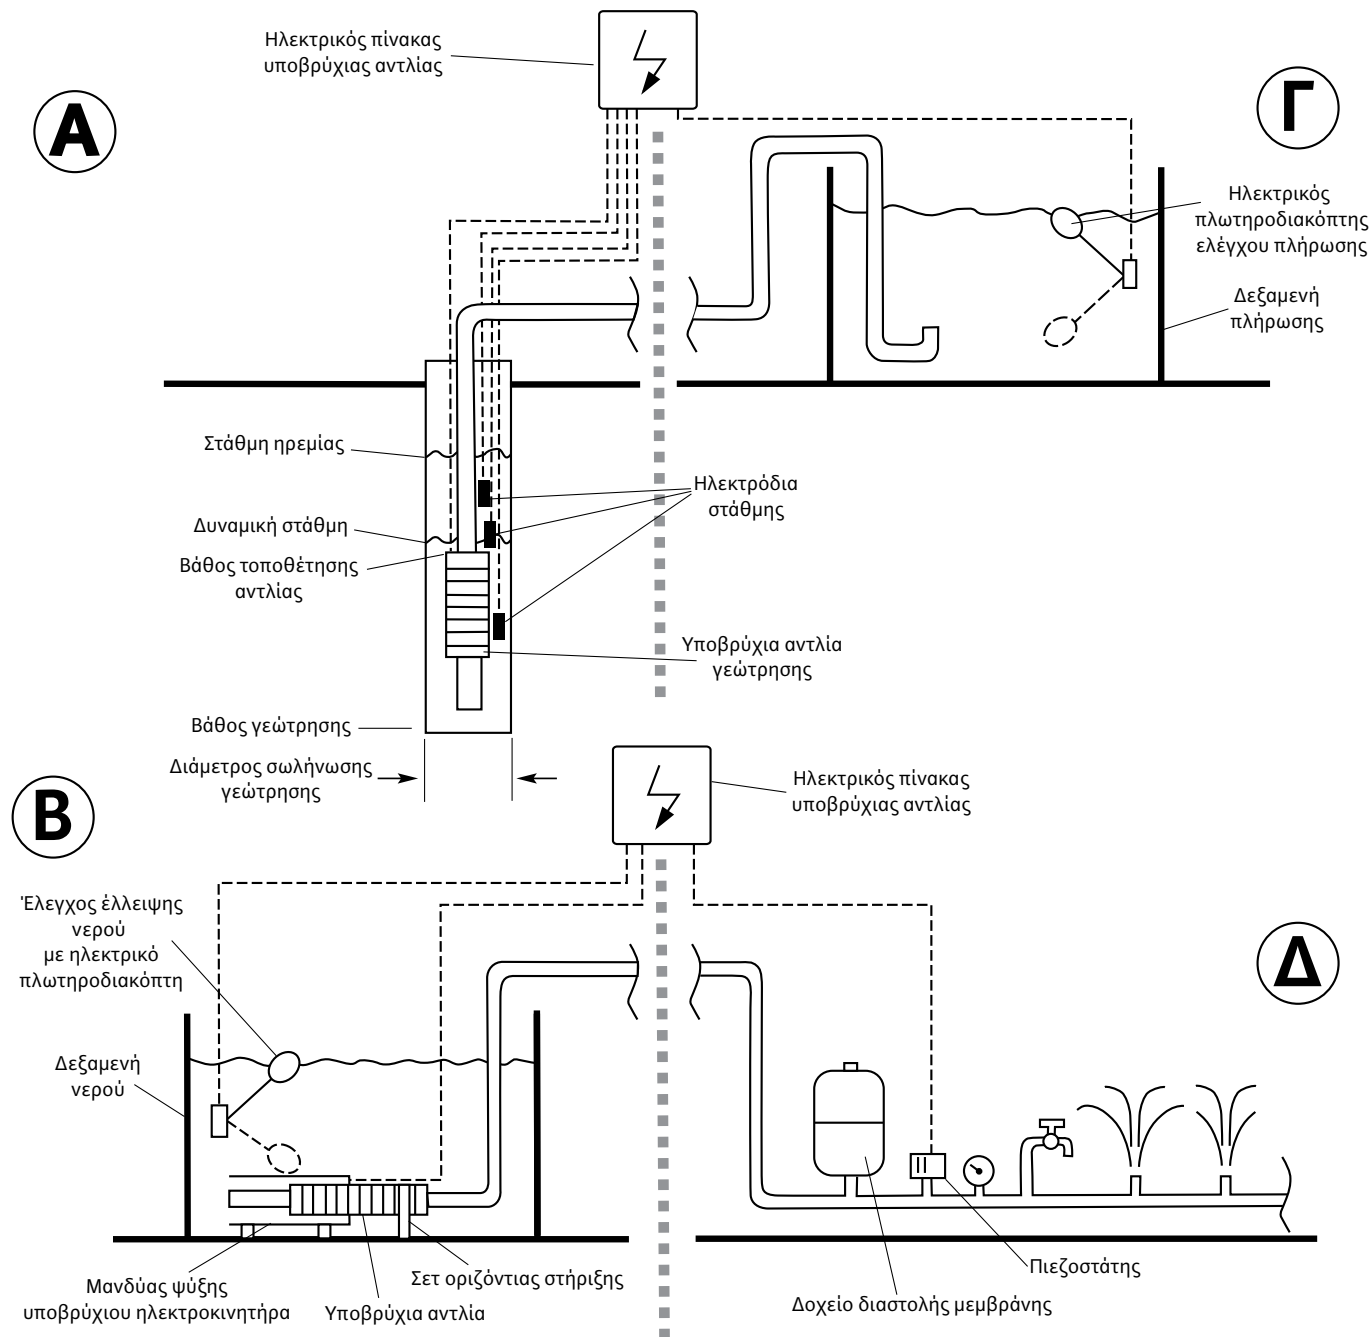 Ηλεκτρικός πίνακας
υποβρύχιας αντλίας
Α
Γ
Ηλεκτρικός
πλωτηροδιακόπτης
ελέγχου πλήρωσης
Δεξαμενή
πλήρωσης
Στάθμη ηρεμίας
Δυναμική στάθμη
Βάθος τοποθέτησης
αντλίας
Ηλεκτρόδια
στάθμης
Υποβρύχια αντλία
γεώτρησης
Βάθος γεώτρησης
Διάμετρος σωλήνωσης
γεώτρησης
Β
Ηλεκτρικός πίνακας
υποβρύχιας αντλίας
Έλεγχος έλλειψης
νερού
με ηλεκτρικό
πλωτηροδιακόπτη
Δεξαμενή
νερού
Δ
Μανδύας ψύξης
υποβρύχιου ηλεκτροκινητήρα
Υποβρύχια αντλία
Σετ οριζόντιας στήριξης
Δοχείο διαστολής μεμβράνης
Πιεζοστάτης